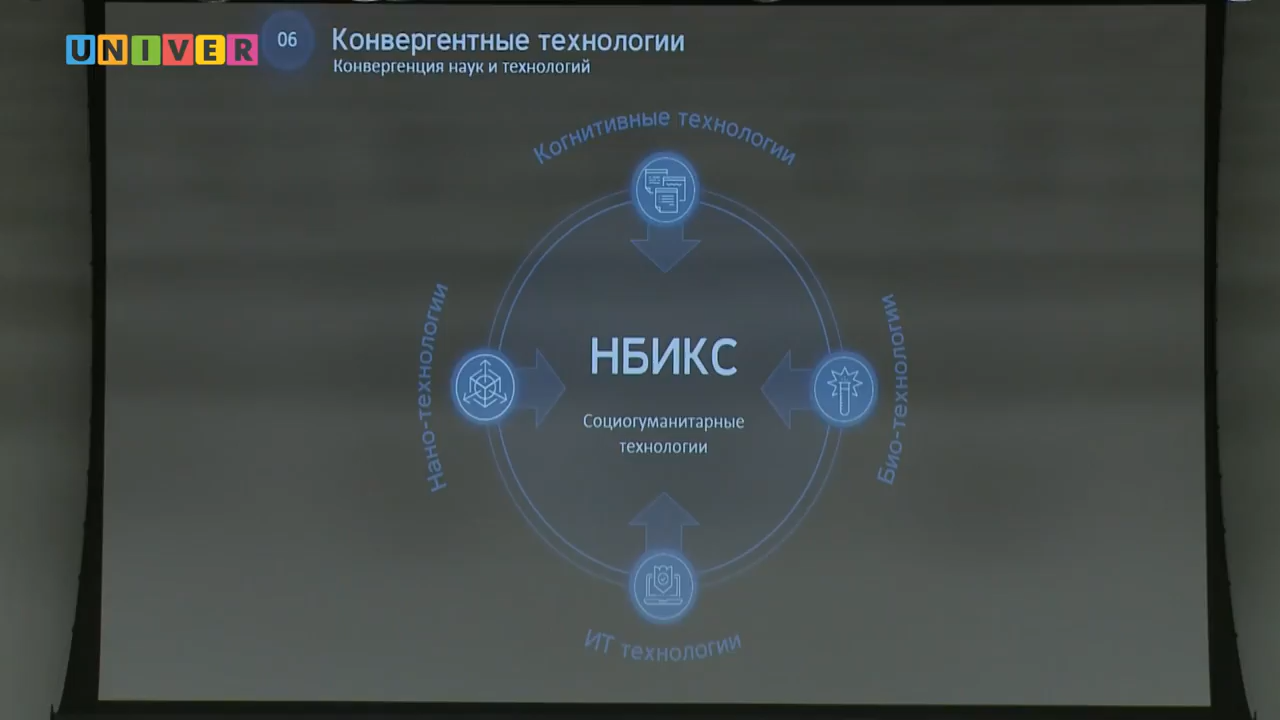 UNIVER
06
Конвергентные технологии
Конвергенция наук и технологий
Когнитивные технологии
Нано-технологии
НБИКС
Социогуманитарные
технологии
Био-технологии
ИТ технологии